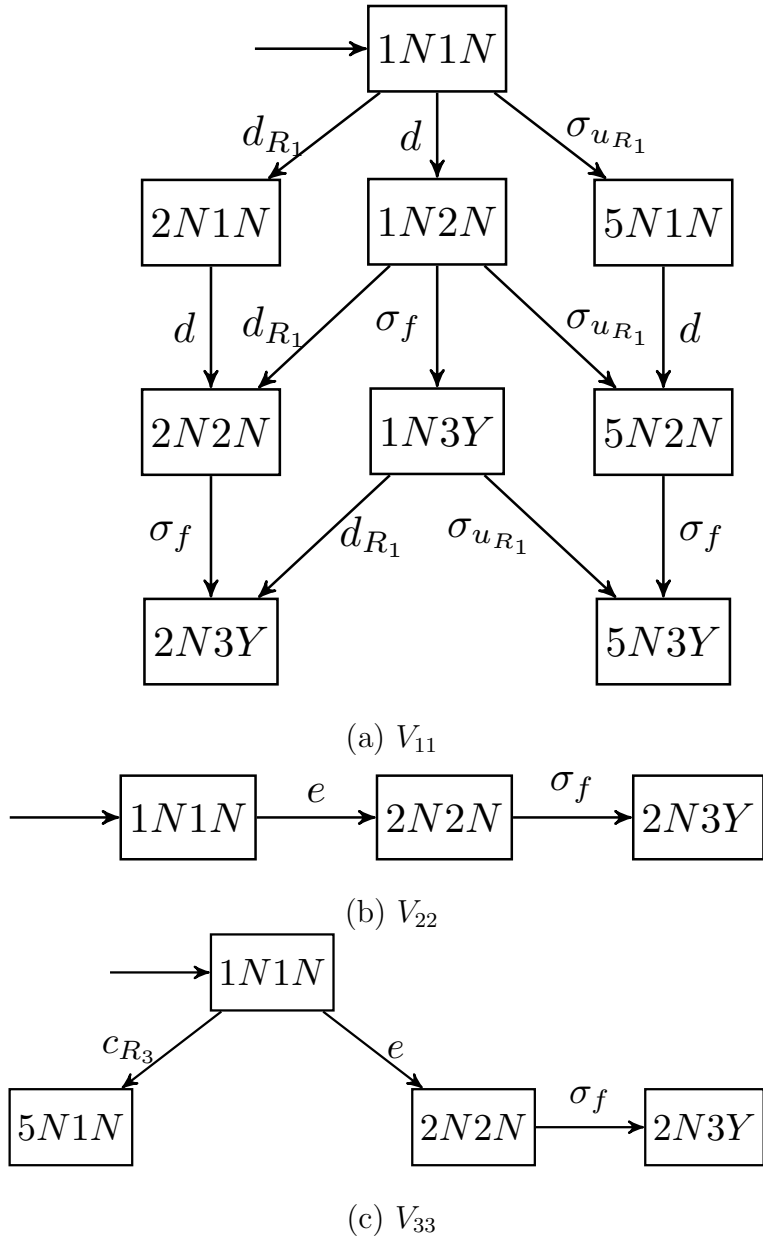 1N1N
d_{R_1} d σ_{u_{R_1}}
2N1N 1N2N 5N1N
d d_{R_1} σ_f σ_{u_{R_1}} d
2N2N 1N3Y 5N2N
σ_f d_{R_1} σ_{u_{R_1}} σ_f
2N3Y 5N3Y
(a) V_{11}
1N1N e 2N2N σ_f 2N3Y
(b) V_{22}
1N1N
c_{R_3} e
5N1N 2N2N σ_f 2N3Y
(c) V_{33}